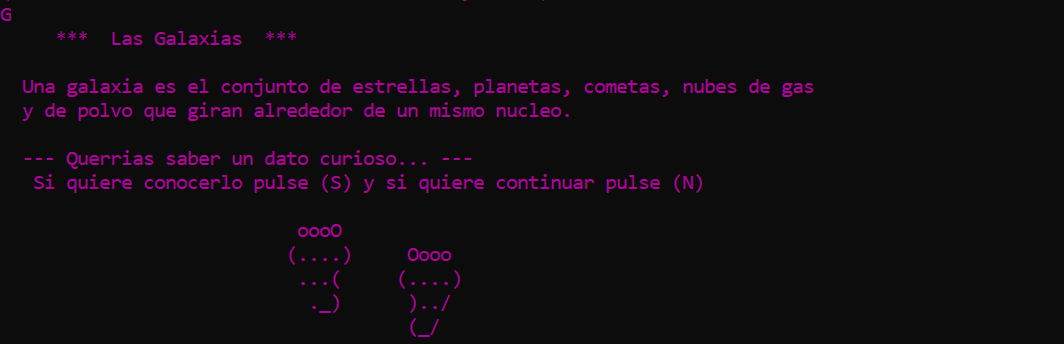 G
*** Las Galaxias ***
Una galaxia es el conjunto de estrellas, planetas, cometas, nubes de gas
y de polvo que giran alrededor de un mismo nucleo.
--- Querrias saber un dato curioso... ---
Si quiere conocerlo pulse (S) y si quiere continuar pulse (N)
oooO
(....)     Oooo
...(     (....)
._)      )../
(_/